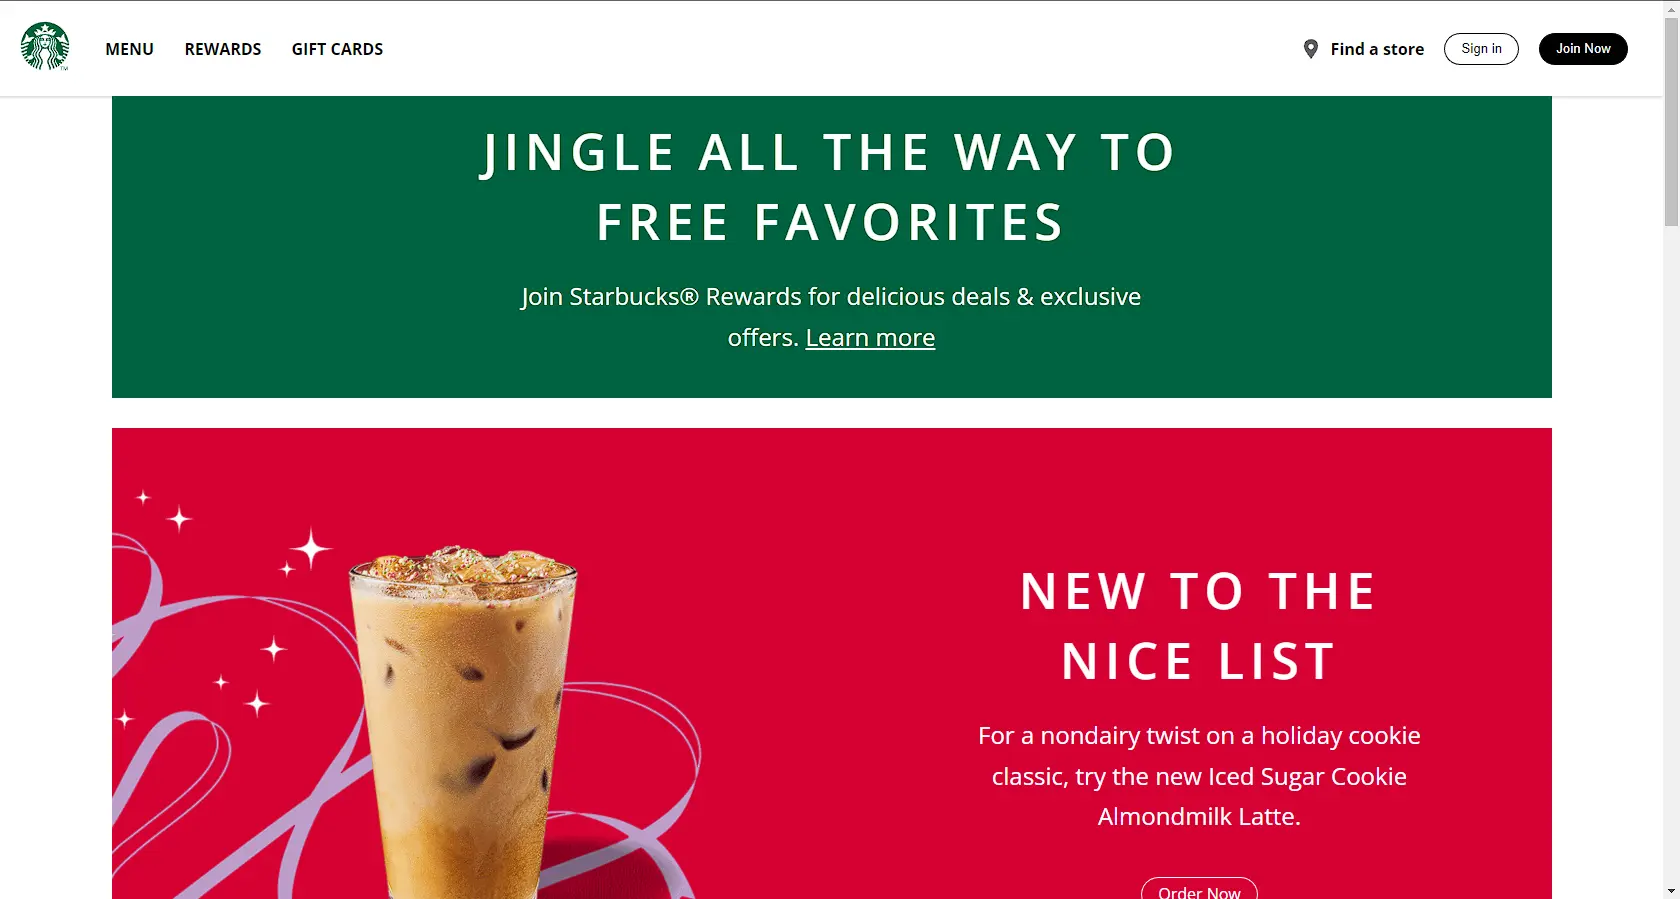 MENU REWARDS GIFT CARDS Find a store Sign in Join Now
TM
JINGLE ALL THE WAY TO
FREE FAVORITES
Join Starbucks® Rewards for delicious deals & exclusive
offers. Learn more
NEW TO THE
NICE LIST
For a nondairy twist on a holiday cookie
classic, try the new Iced Sugar Cookie
Almondmilk Latte.
Order Now